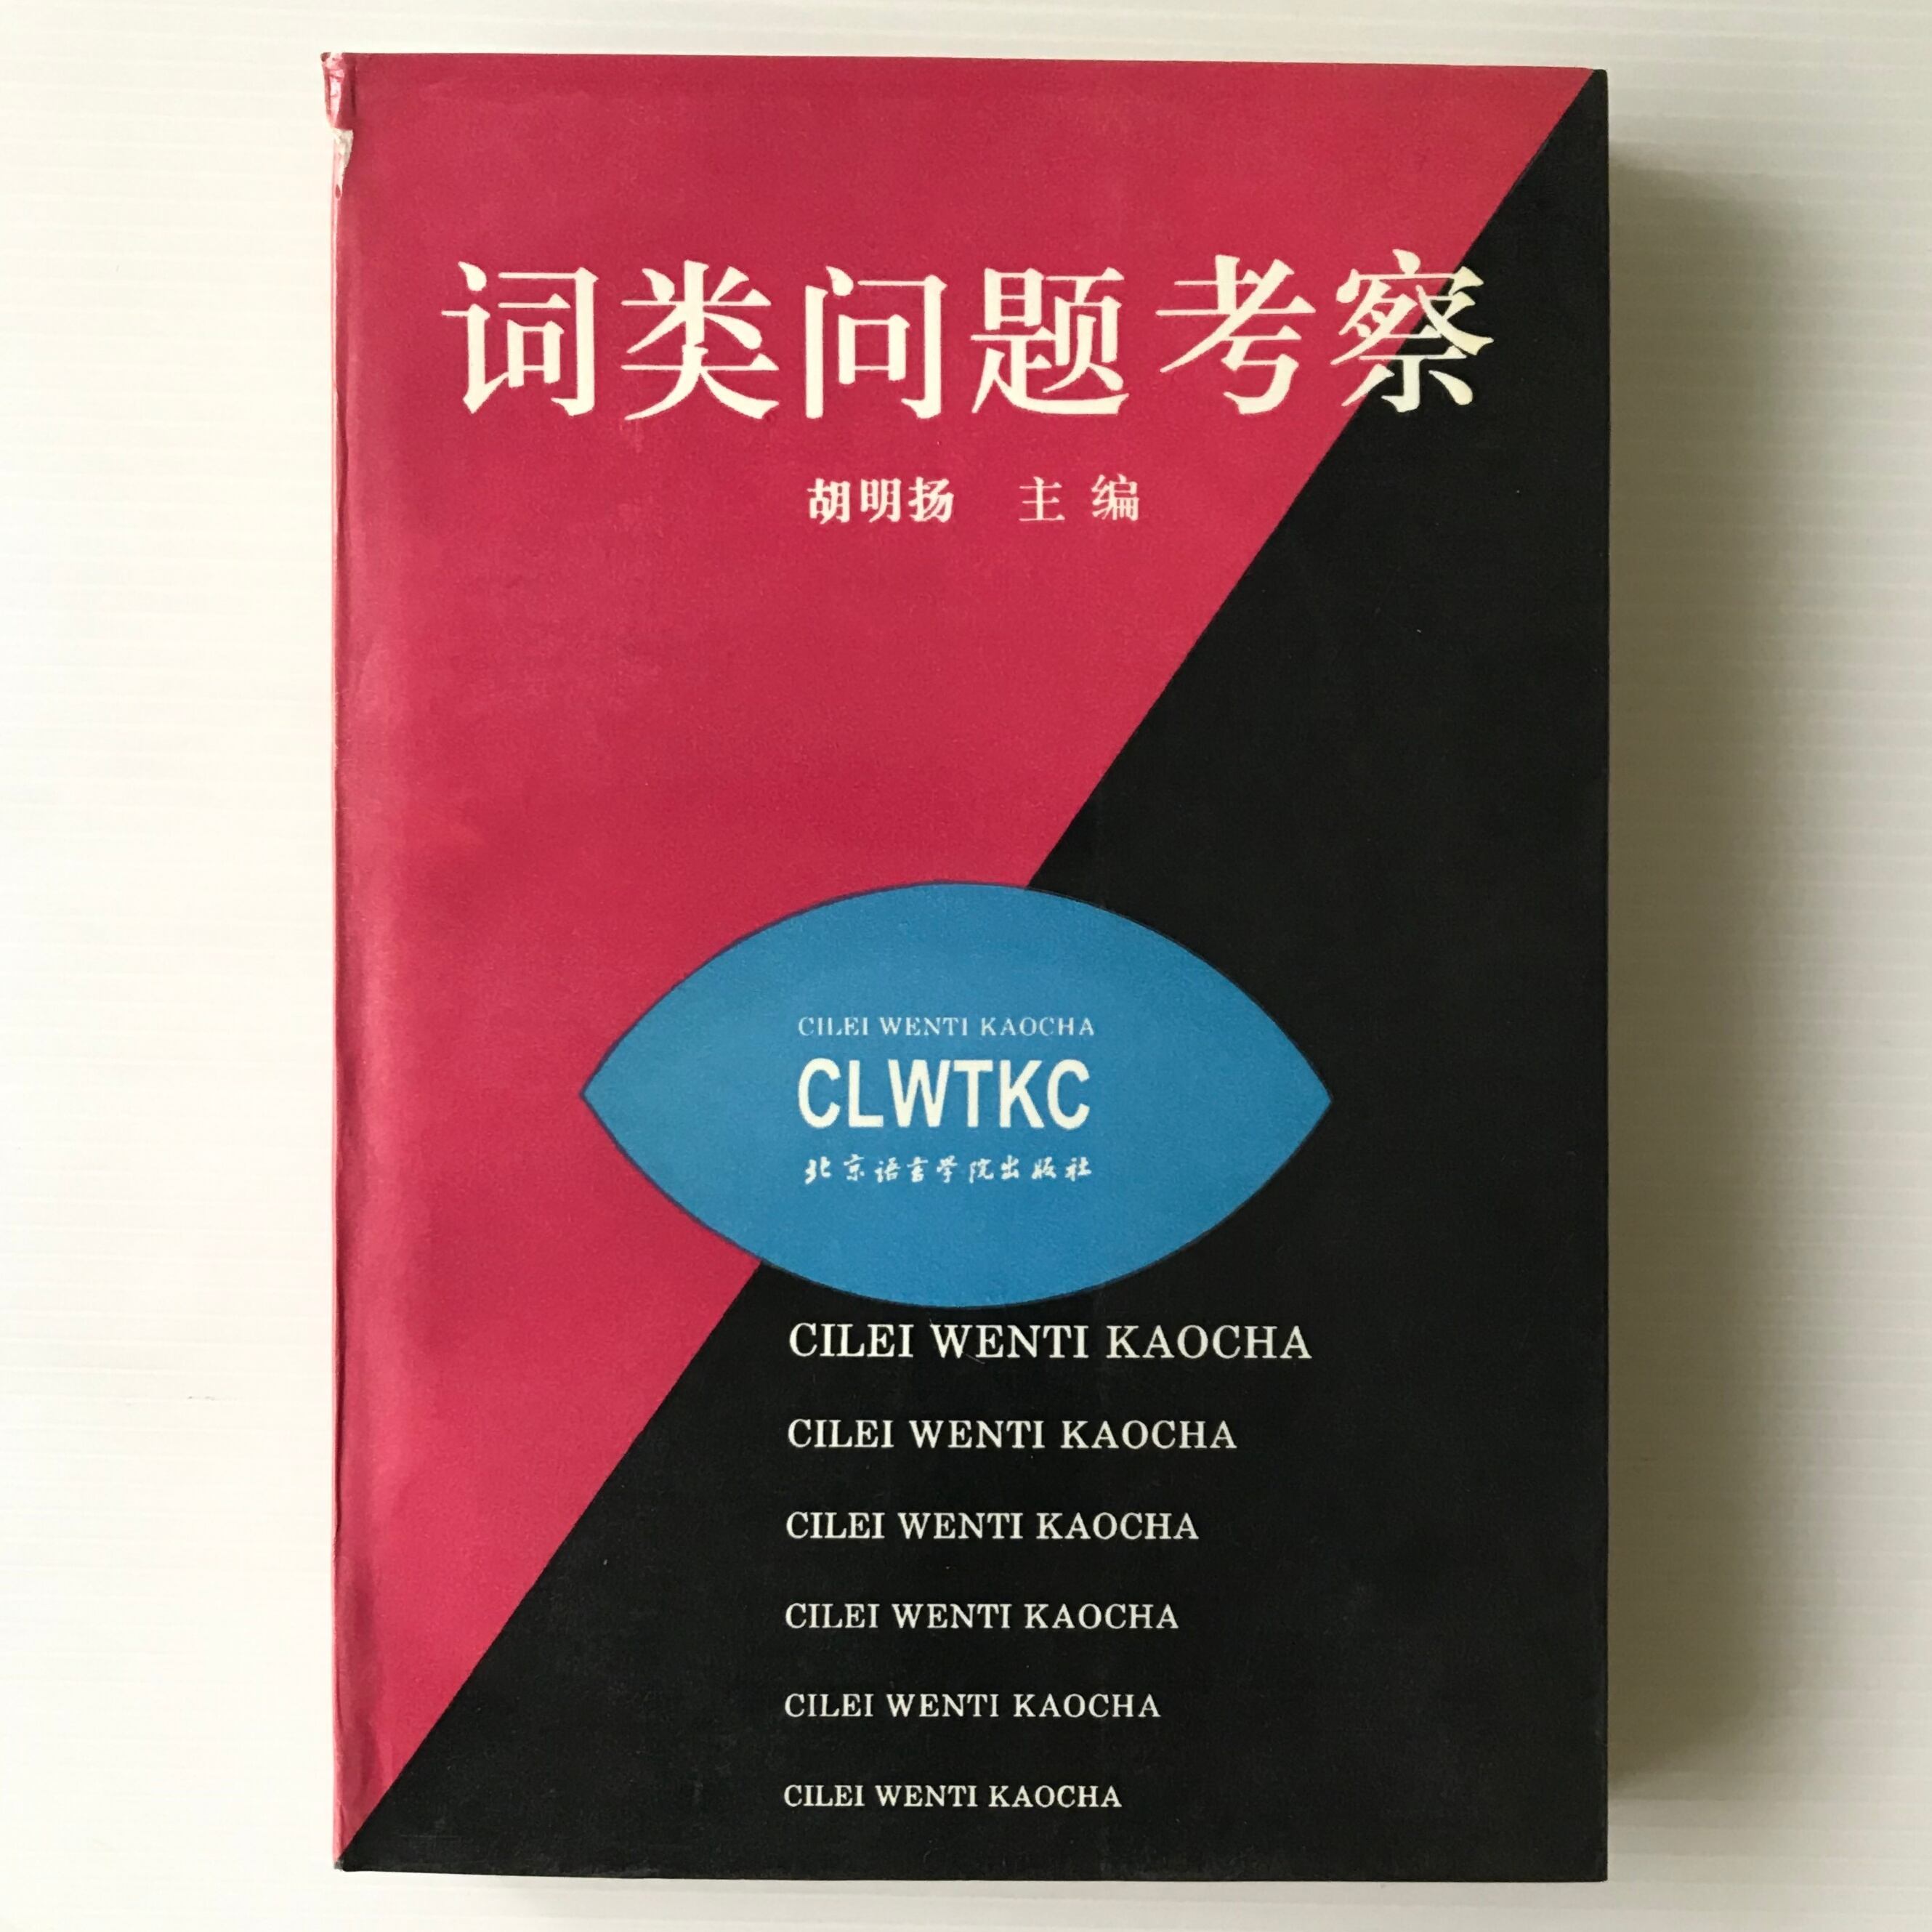 词类问题考察
胡明扬 主编
CILEI WENTI KAOCHA
CLWTKC
北京语言学院出版社
CILEI WENTI KAOCHA
CILEI WENTI KAOCHA
CILEI WENTI KAOCHA
CILEI WENTI KAOCHA
CILEI WENTI KAOCHA
CILEI WENTI KAOCHA